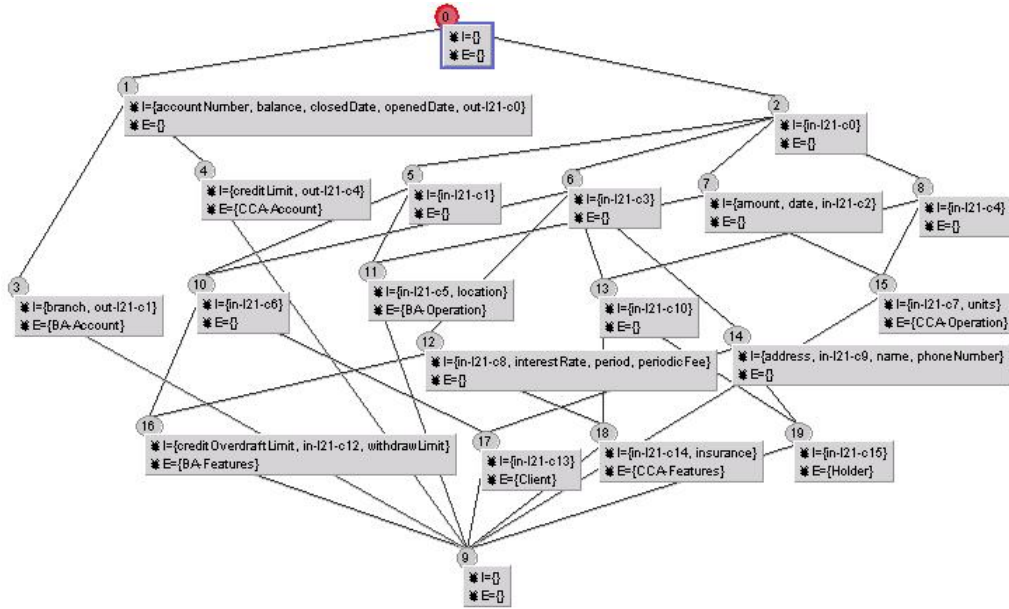 0
I={}
E={}
1
I={accountNumber, balance, closedDate, openedDate, out-I21-c0}
E={}
2
I={in-I21-c0}
E={}
4
I={creditLimit, out-I21-c4}
E={CCA-Account}
5
I={in-I21-c1}
E={}
6
I={in-I21-c3}
E={}
7
I={amount, date, in-I21-c2}
E={}
8
I={in-I21-c4}
E={}
3
I={branch, out-I21-c1}
E={BA-Account}
10
I={in-I21-c6}
E={}
11
I={in-I21-c5, location}
E={BA-Operation}
13
I={in-I21-c10}
E={}
15
I={in-I21-c7, units}
E={CCA-Operation}
12
I={in-I21-c8, interestRate, period, periodicFee}
E={}
14
I={address, in-I21-c9, name, phoneNumber}
E={}
16
I={creditOverdraftLimit, in-I21-c12, withdrawLimit}
E={BA-Features}
17
I={in-I21-c13}
E={Client}
18
I={in-I21-c14, insurance}
E={CCA-Features}
19
I={in-I21-c15}
E={Holder}
9
I={}
E={}